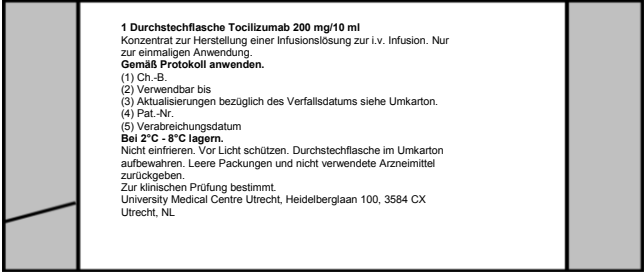 1 Durchstechflasche Tocilizumab 200 mg/10 ml
Konzentrat zur Herstellung einer Infusionslösung zur i.v. Infusion. Nur
zur einmaligen Anwendung.
Gemäß Protokoll anwenden.
(1) Ch.-B.
(2) Verwendbar bis
(3) Aktualisierungen bezüglich des Verfallsdatums siehe Umkarton.
(4) Pat.-Nr.
(5) Verabreichungsdatum
Bei 2°C - 8°C lagern.
Nicht einfrieren. Vor Licht schützen. Durchstechflasche im Umkarton
aufbewahren. Leere Packungen und nicht verwendete Arzneimittel
zurückgeben.
Zur klinischen Prüfung bestimmt.
University Medical Centre Utrecht, Heidelberglaan 100, 3584 CX
Utrecht, NL